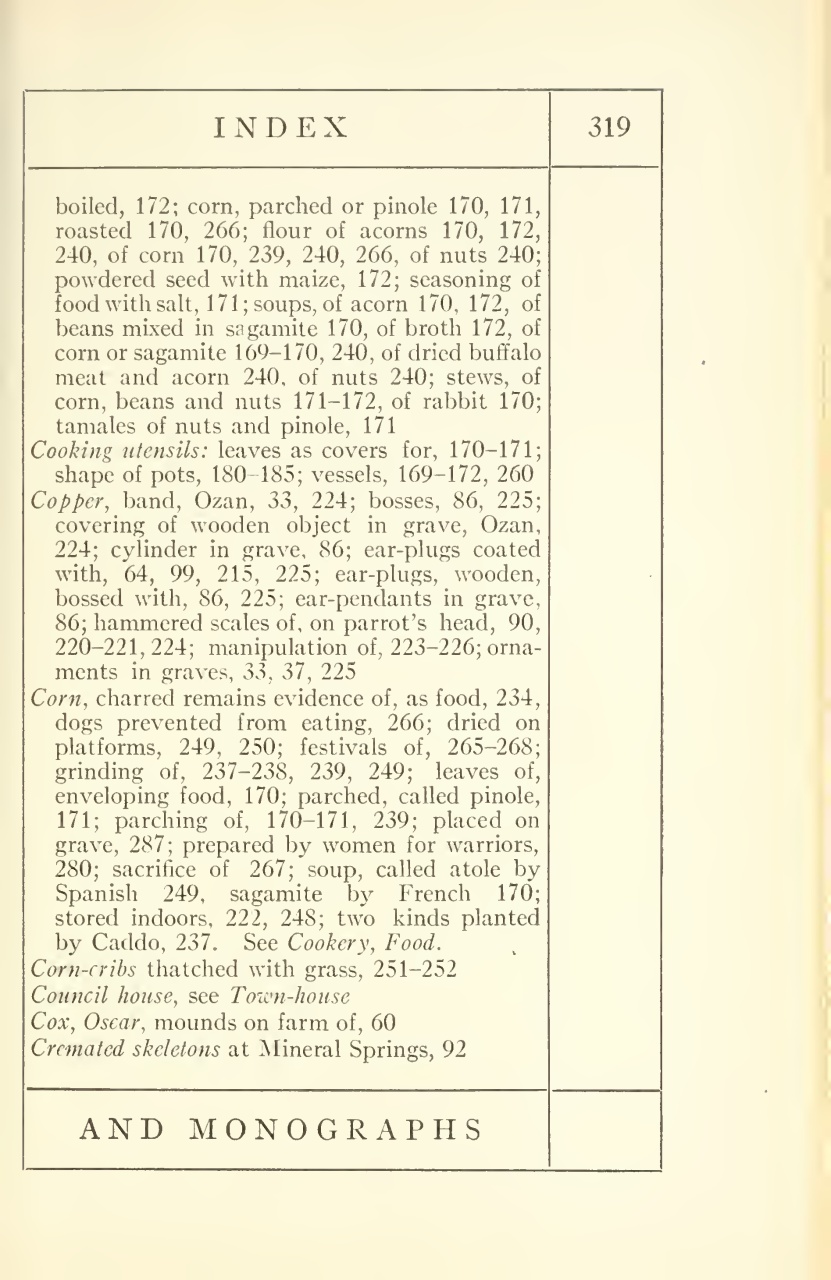 INDEX
319
boiled, 172; corn, parched or pinole 170, 171,
roasted 170, 266; flour of acorns 170, 172,
240, of corn 170, 239, 240, 266, of nuts 240;
powdered seed with maize, 172; seasoning of
food with salt, 171; soups, of acorn 170, 172, of
beans mixed in sagamite 170, of broth 172, of
corn or sagamite 169–170, 240, of dried buffalo
meat and acorn 240, of nuts 240; stews, of
corn, beans and nuts 171–172, of rabbit 170;
tamales of nuts and pinole, 171
Cooking utensils: leaves as covers for, 170–171;
shape of pots, 180–185; vessels, 169–172, 260
Copper, band, Ozan, 33, 224; bosses, 86, 225;
covering of wooden object in grave, Ozan,
224; cylinder in grave, 86; ear-plugs coated
with, 64, 99, 215, 225; ear-plugs, wooden,
bossed with, 86, 225; ear-pendants in grave,
86; hammered scales of, on parrot's head, 90,
220–221, 224; manipulation of, 223–226; orna-
ments in graves, 33, 37, 225
Corn, charred remains evidence of, as food, 234,
dogs prevented from eating, 266; dried on
platforms, 249, 250; festivals of, 265–268;
grinding of, 237–238, 239, 249; leaves of,
enveloping food, 170; parched, called pinole,
171; parching of, 170–171, 239; placed on
grave, 287; prepared by women for warriors,
280; sacrifice of 267; soup, called atole by
Spanish 249, sagamite by French 170;
stored indoors, 222, 248; two kinds planted
by Caddo, 237. See Cookery, Food.
Corn-cribs thatched with grass, 251–252
Council house, see Town-house
Cox, Oscar, mounds on farm of, 60
Cremated skeletons at Mineral Springs, 92
AND MONOGRAPHS